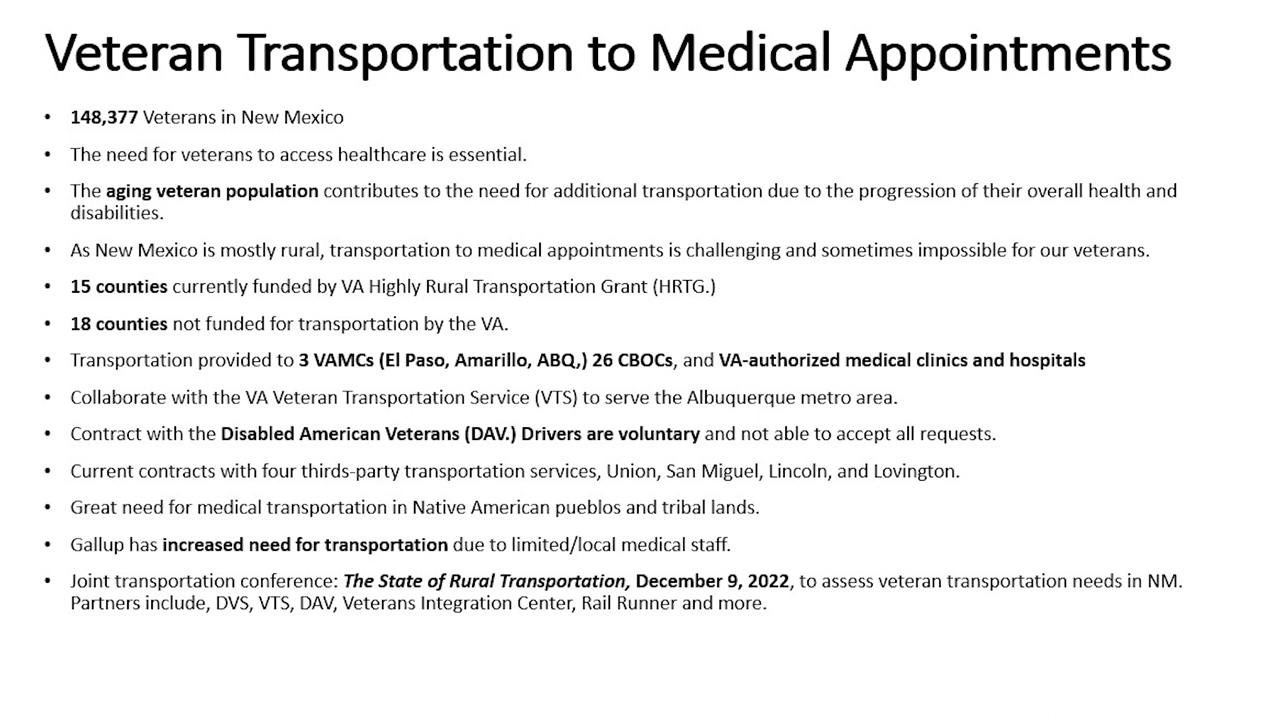 Veteran Transportation to Medical Appointments
• 148,377 Veterans in New Mexico
• The need for veterans to access healthcare is essential.
• The aging veteran population contributes to the need for additional transportation due to the progression of their overall health and
disabilities.
• As New Mexico is mostly rural, transportation to medical appointments is challenging and sometimes impossible for our veterans.
• 15 counties currently funded by VA Highly Rural Transportation Grant (HRTG.)
• 18 counties not funded for transportation by the VA.
• Transportation provided to 3 VAMCs (El Paso, Amarillo, ABQ,) 26 CBOCs, and VA-authorized medical clinics and hospitals
• Collaborate with the VA Veteran Transportation Service (VTS) to serve the Albuquerque metro area.
• Contract with the Disabled American Veterans (DAV.) Drivers are voluntary and not able to accept all requests.
• Current contracts with four thirds-party transportation services, Union, San Miguel, Lincoln, and Lovington.
• Great need for medical transportation in Native American pueblos and tribal lands.
• Gallup has increased need for transportation due to limited/local medical staff.
• Joint transportation conference: The State of Rural Transportation, December 9, 2022, to assess veteran transportation needs in NM.
Partners include, DVS, VTS, DAV, Veterans Integration Center, Rail Runner and more.